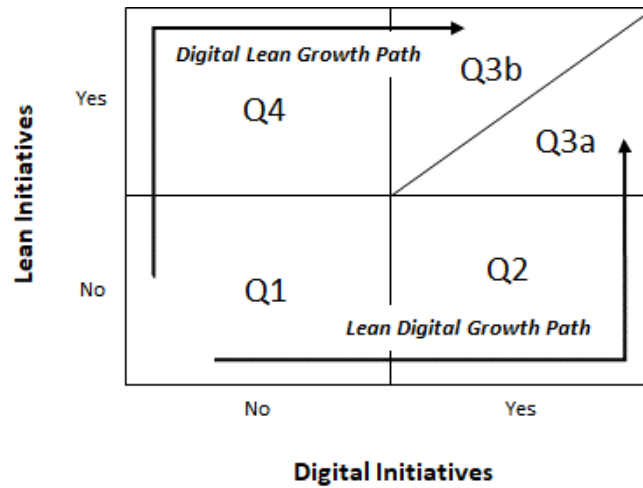 Digital Lean Growth Path
Q3b
Yes
Q4
Q3a
Lean Initiatives
No
Q1
Q2
Lean Digital Growth Path
No
Yes
Digital Initiatives